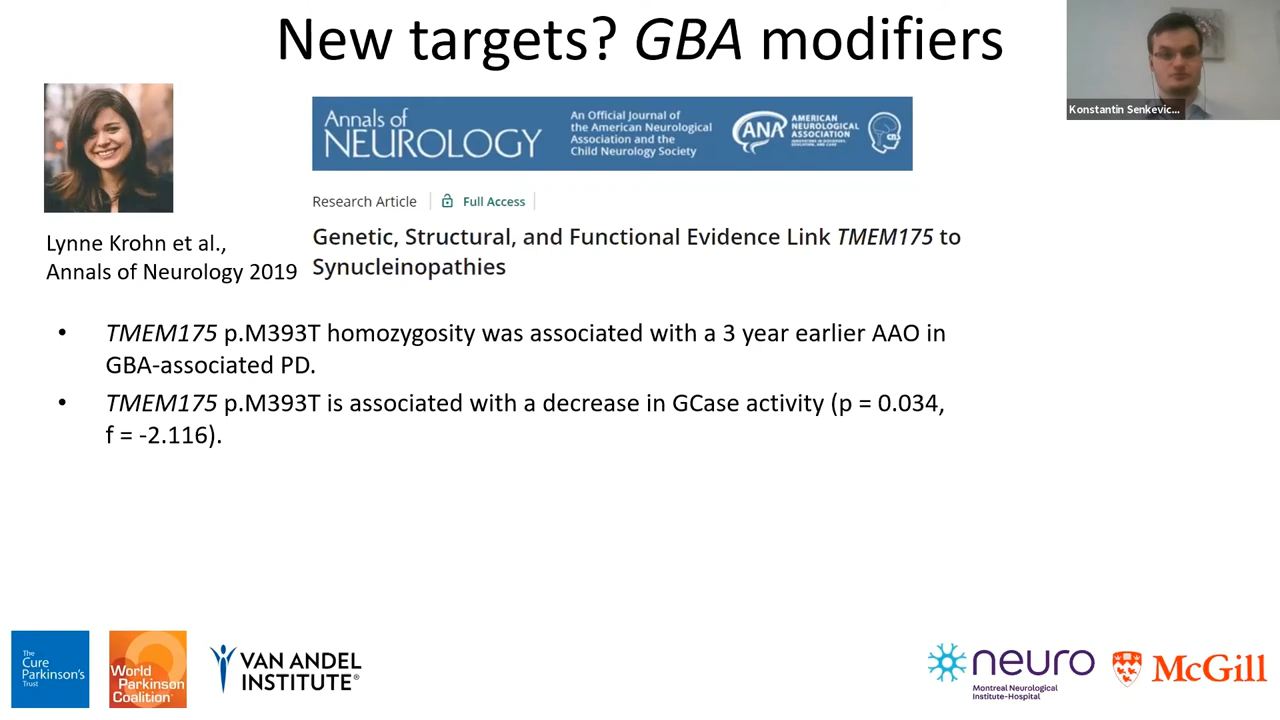 New targets? GBA modifiers
Konstantin Senkevic...
Annals of
NEUROLOGY
An Official Journal of
the American Neurological
Association and the
Child Neurology Society
ANA
AMERICAN
NEUROLOGICAL
ASSOCIATION
Research Article
Full Access
Genetic, Structural, and Functional Evidence Link TMEM175 to
Synucleinopathies
Lynne Krohn et al.,
Annals of Neurology 2019
• TMEM175 p.M393T homozygosity was associated with a 3 year earlier AAO in
GBA-associated PD.
• TMEM175 p.M393T is associated with a decrease in GCase activity (p = 0.034,
f = -2.116).
The
Cure
Parkinson's
Trust
World
Parkinson
Coalition
VAN ANDEL
INSTITUTE®
neuro
Montreal Neurological
Institute-Hospital
McGill